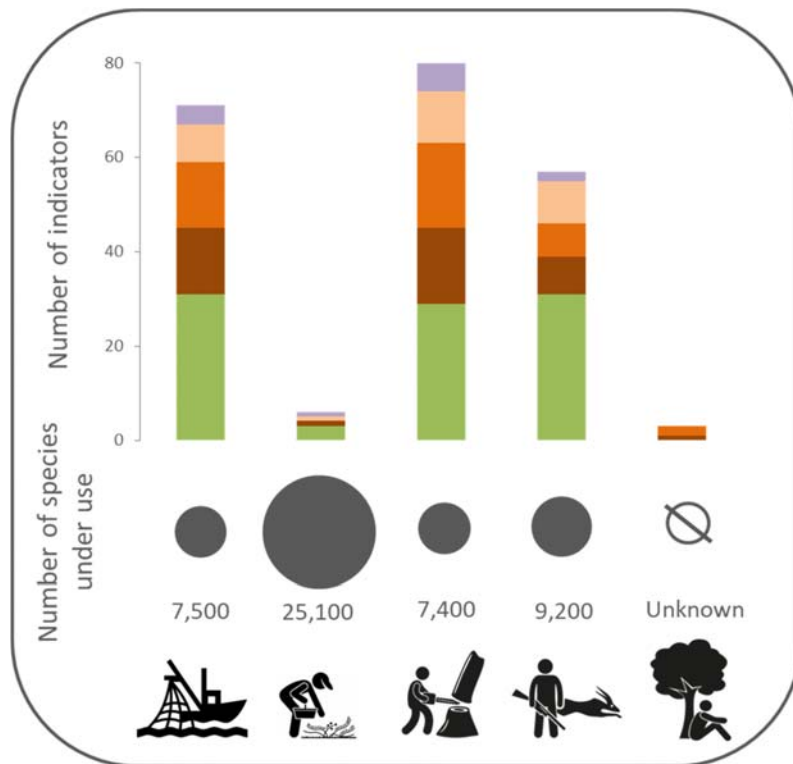 Number of indicators
80
60
40
20
0
Number of species
under use
7,500
25,100
7,400
9,200
Unknown